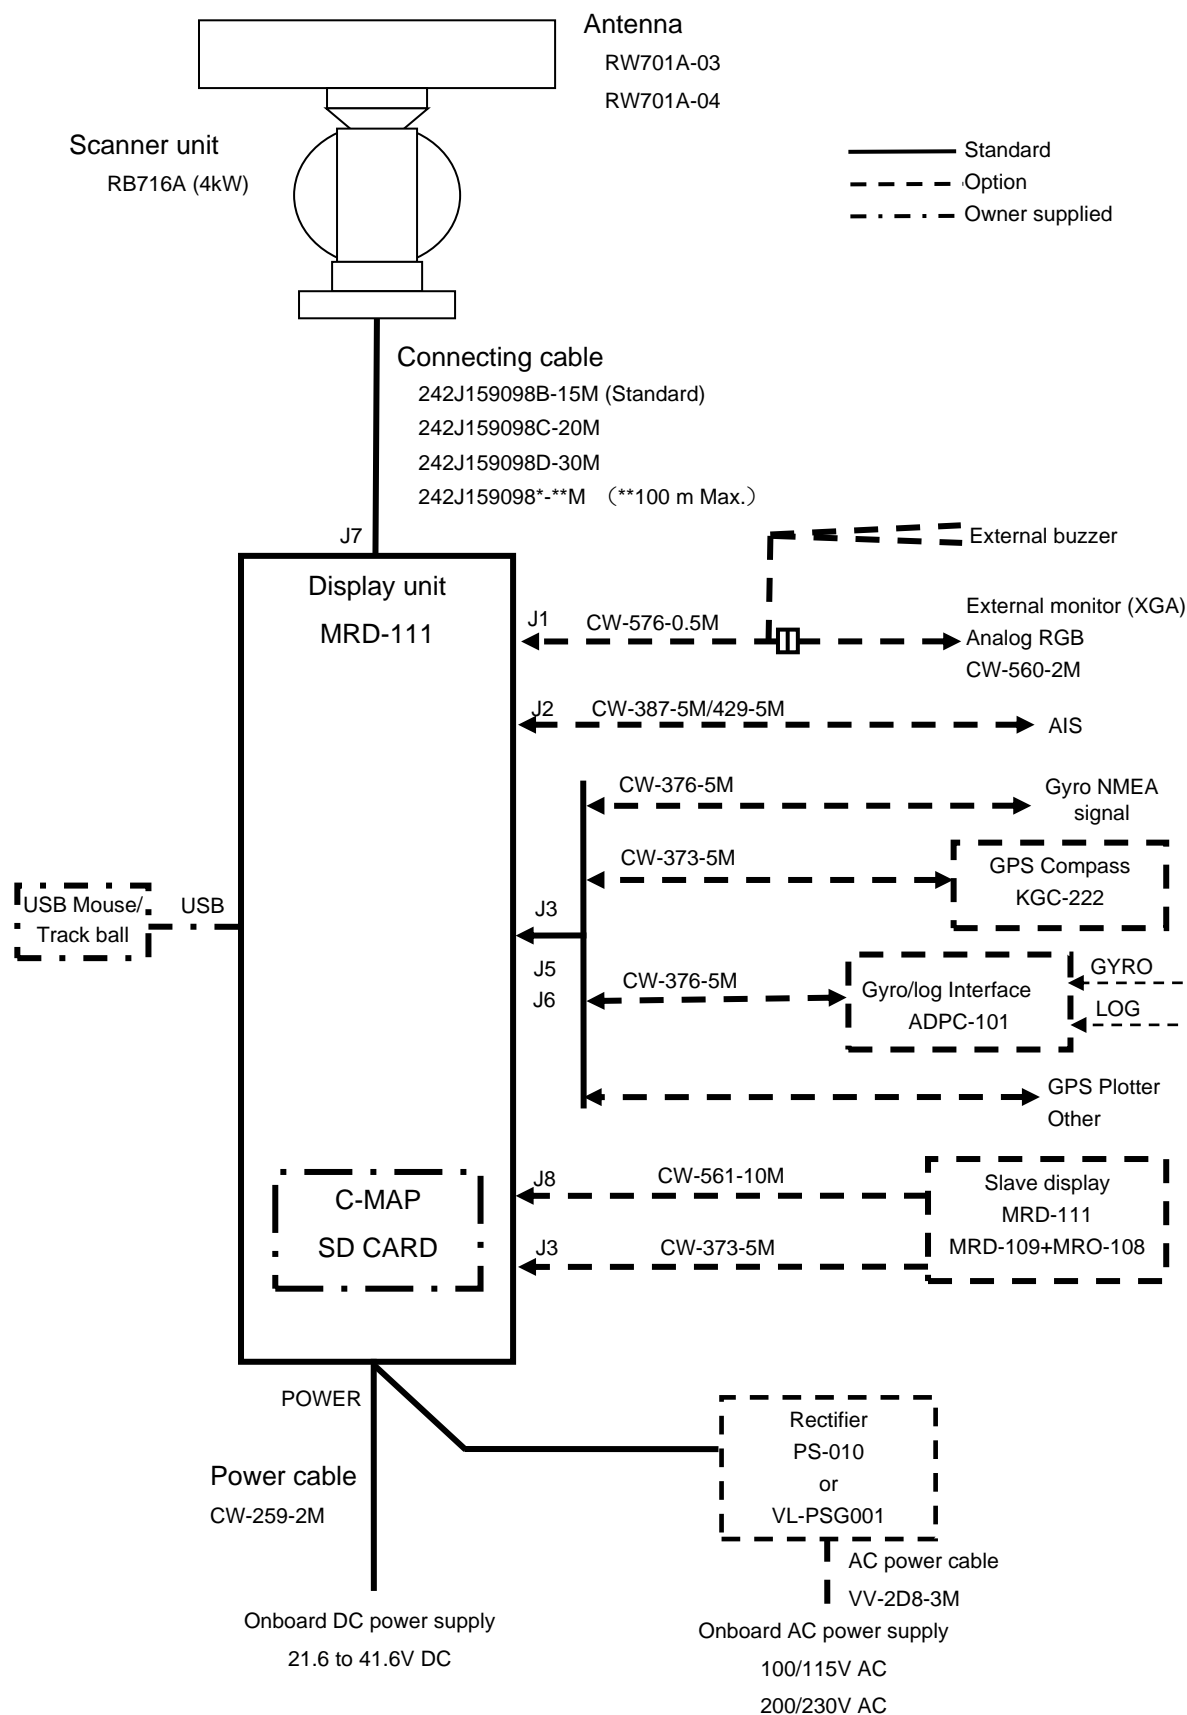 Antenna
RW701A-03
RW701A-04
Scanner unit
RB716A (4kW)
Standard
Option
Owner supplied
Connecting cable
242J159098B-15M (Standard)
242J159098C-20M
242J159098D-30M
242J159098*-**M （**100 m Max.）
J7
Display unit
MRD-111
External buzzer
J1
CW-576-0.5M
External monitor (XGA)
Analog RGB
CW-560-2M
J2
CW-387-5M/429-5M
AIS
CW-376-5M
Gyro NMEA
signal
CW-373-5M
GPS Compass
KGC-222
USB Mouse/
Track ball
USB
J3
J5
J6
CW-376-5M
Gyro/log Interface
ADPC-101
GYRO
LOG
GPS Plotter
Other
C-MAP
SD CARD
J8
CW-561-10M
J3
CW-373-5M
Slave display
MRD-111
MRD-109+MRO-108
POWER
Power cable
CW-259-2M
Rectifier
PS-010
or
VL-PSG001
AC power cable
VV-2D8-3M
Onboard DC power supply
21.6 to 41.6V DC
Onboard AC power supply
100/115V AC
200/230V AC